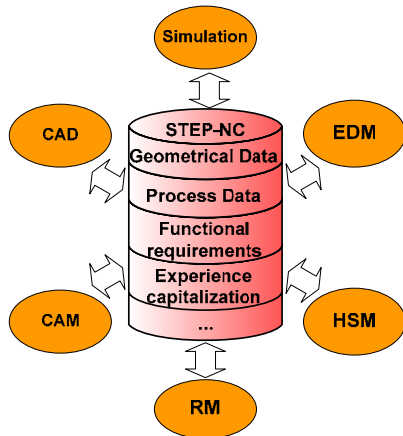 Simulation
CAD
EDM
STEP-NC
Geometrical Data
Process Data
Functional
requirements
Experience
capitalization
...
CAM
HSM
RM